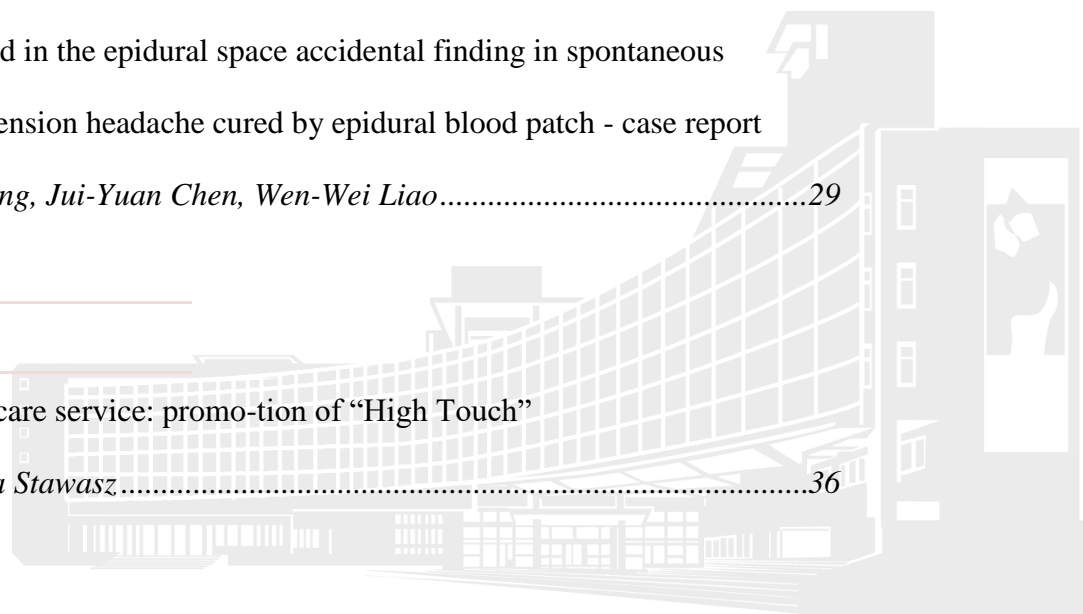 d in the epidural space accidental finding in spontaneous
ension headache cured by epidural blood patch - case report
ng, Jui-Yuan Chen, Wen-Wei Liao..............................................29
care service: promo-tion of “High Touch”
a Stawasz......................................................................................36